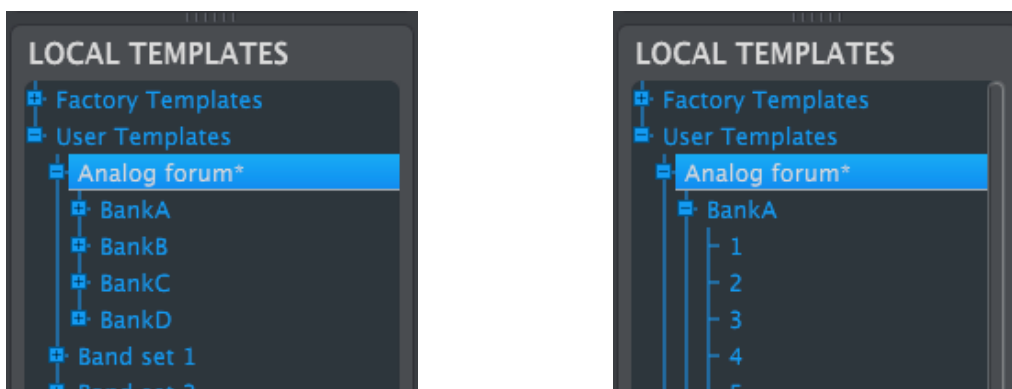 LOCAL TEMPLATES
Factory Templates
User Templates
Analog forum*
BankA
BankB
BankC
BankD
Band set 1
LOCAL TEMPLATES
Factory Templates
User Templates
Analog forum*
BankA
1
2
3
4